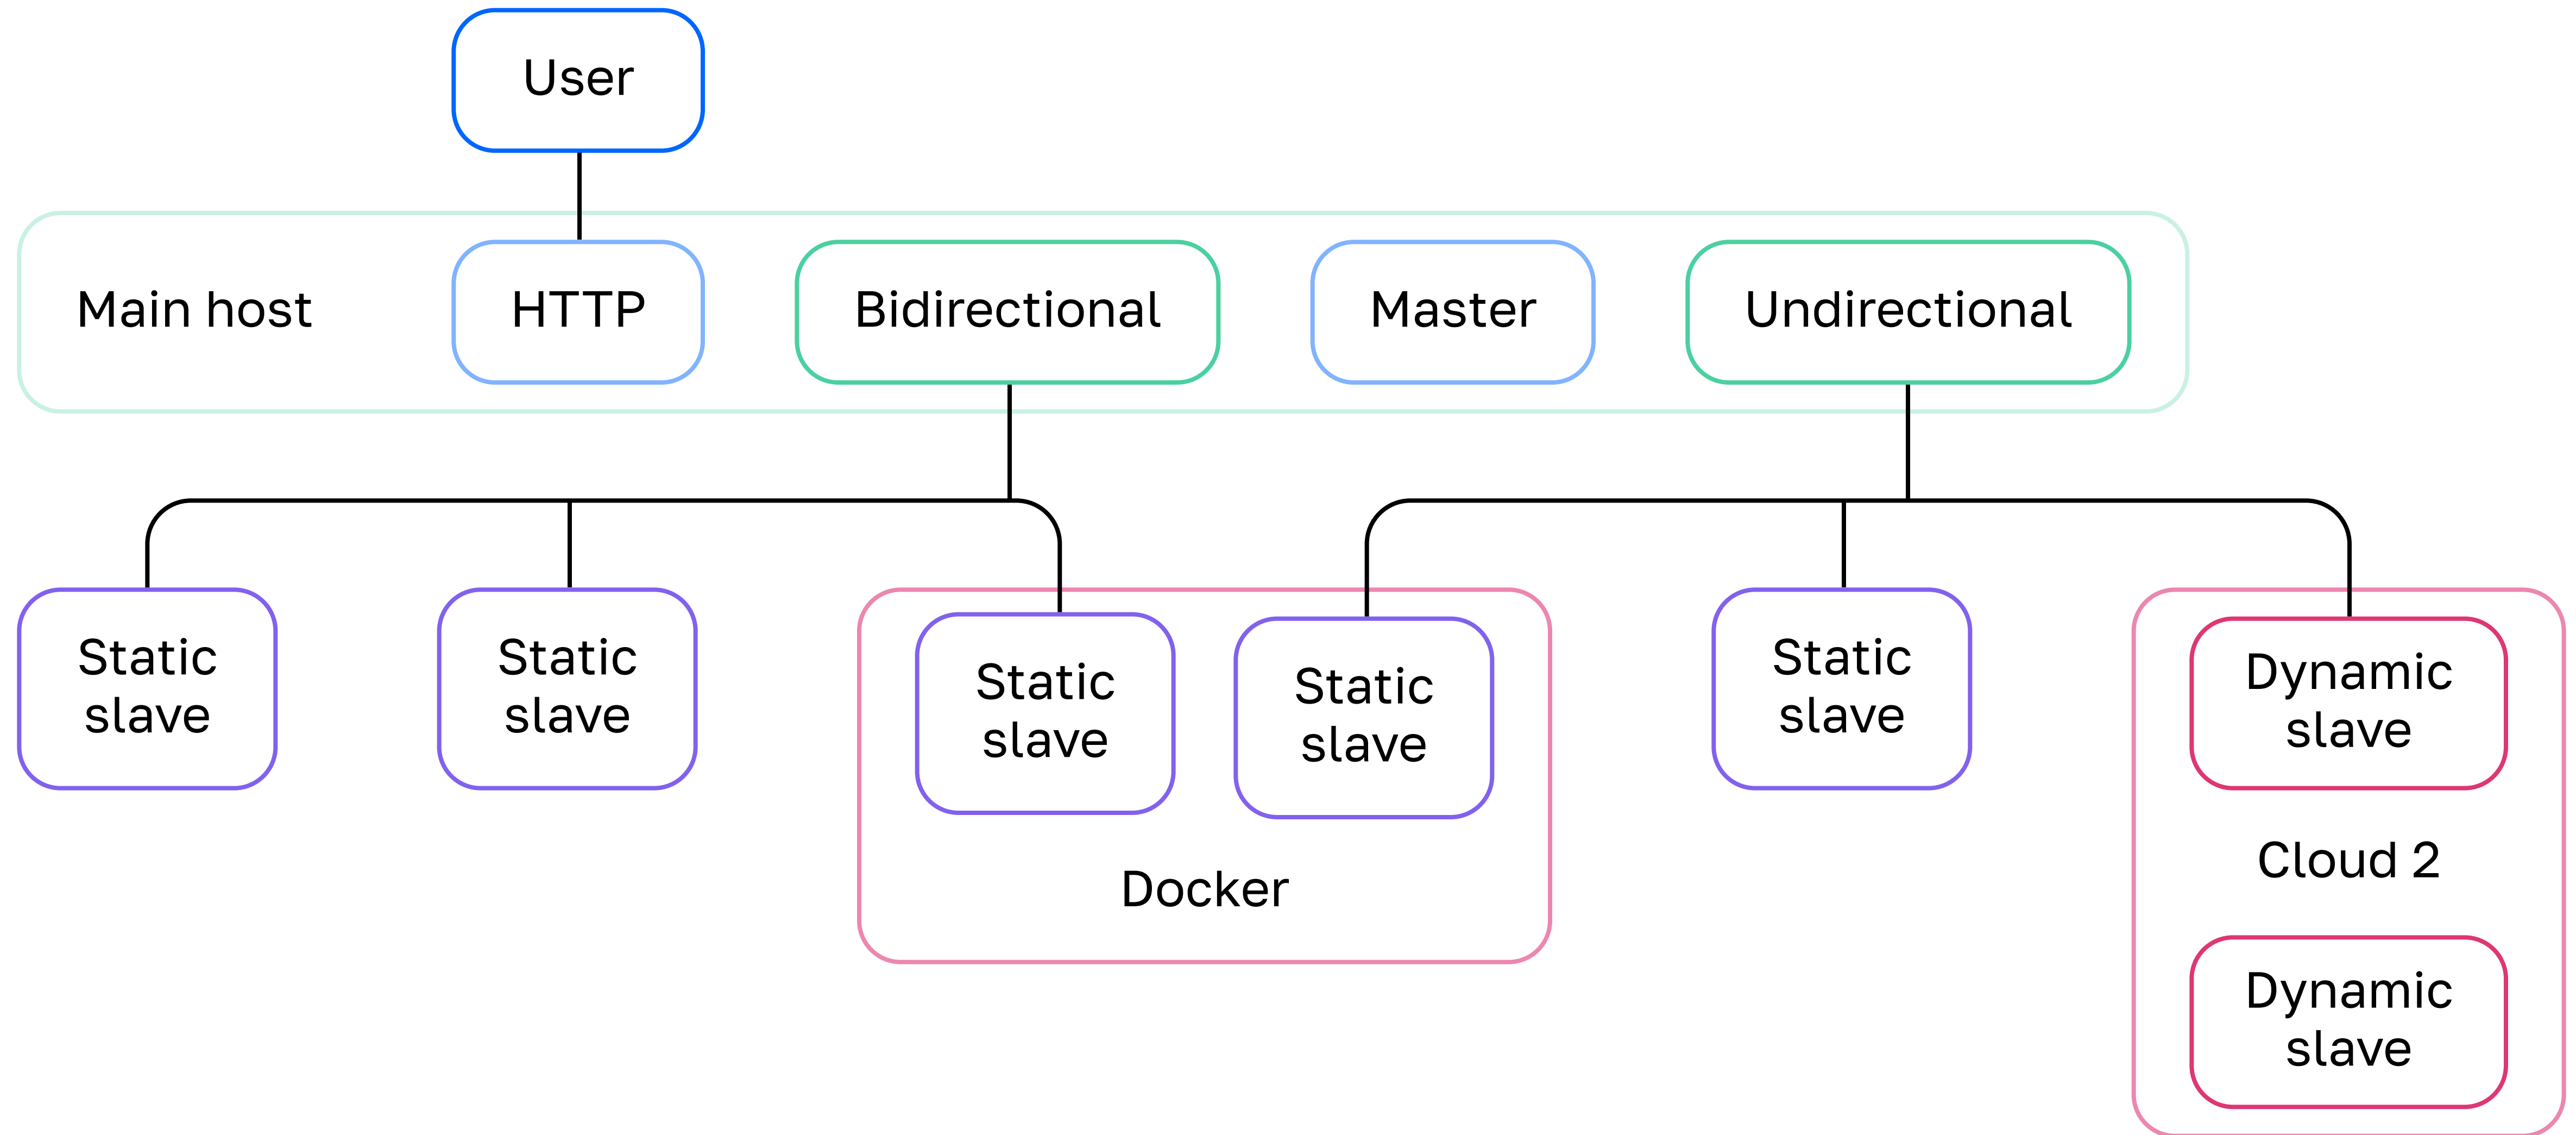 User
Main host
HTTP
Bidirectional
Master
Undirectional
Static
slave
Static
slave
Static
slave
Static
slave
Docker
Static
slave
Dynamic
slave
Cloud 2
Dynamic
slave